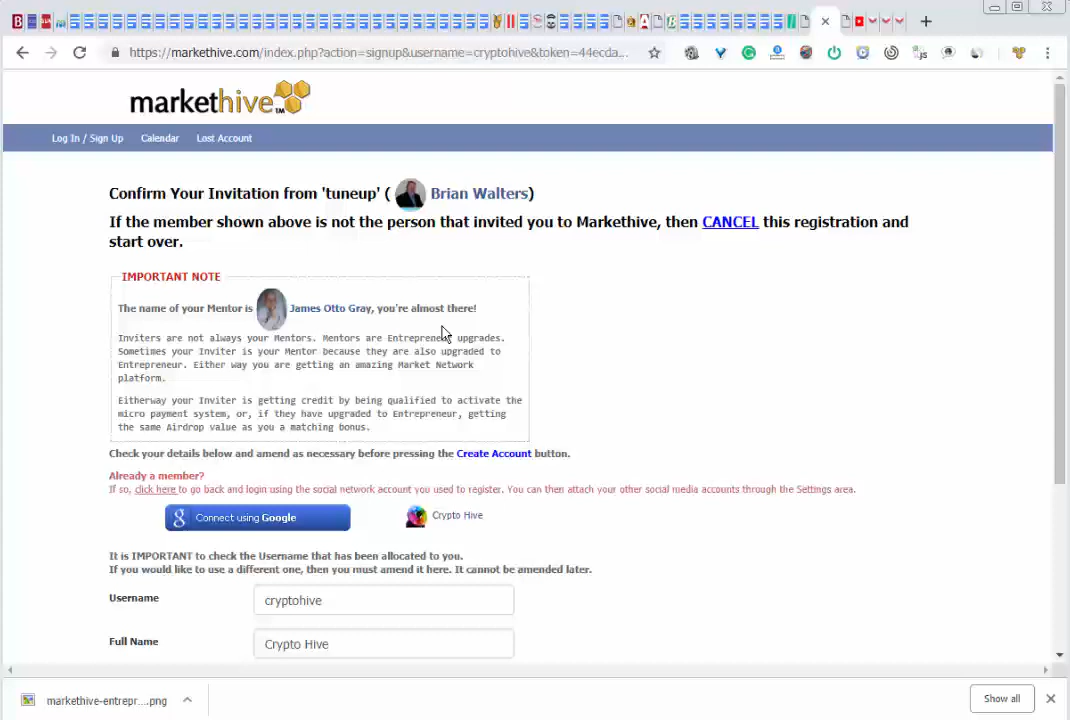 https://markethive.com/index.php?action=signup&username=cryptohive&token=44ecda...
markethive™
Log In / Sign Up Calendar Lost Account
Confirm Your Invitation from 'tuneup' ( Brian Walters)
If the member shown above is not the person that invited you to Markethive, then CANCEL this registration and
start over.
IMPORTANT NOTE
The name of your Mentor is James Otto Gray, you're almost there!
Inviters are not always your Mentors. Mentors are Entrepreneur upgrades.
Sometimes your Inviter is your Mentor because they are also upgraded to
Entrepreneur. Either way you are getting an amazing Market Network
platform.
Eitherway your Inviter is getting credit by being qualified to activate the
micro payment system, or, if they have upgraded to Entrepreneur, getting
the same Airdrop value as you a matching bonus.
Check your details below and amend as necessary before pressing the Create Account button.
Already a member?
If so, click here to go back and login using the social network account you used to register. You can then attach your other social media accounts through the Settings area.
Connect using Google Crypto Hive
It is IMPORTANT to check the Username that has been allocated to you.
If you would like to use a different one, then you must amend it here. It cannot be amended later.
Username cryptohive
Full Name Crypto Hive
markethive-entrepr....png Show all